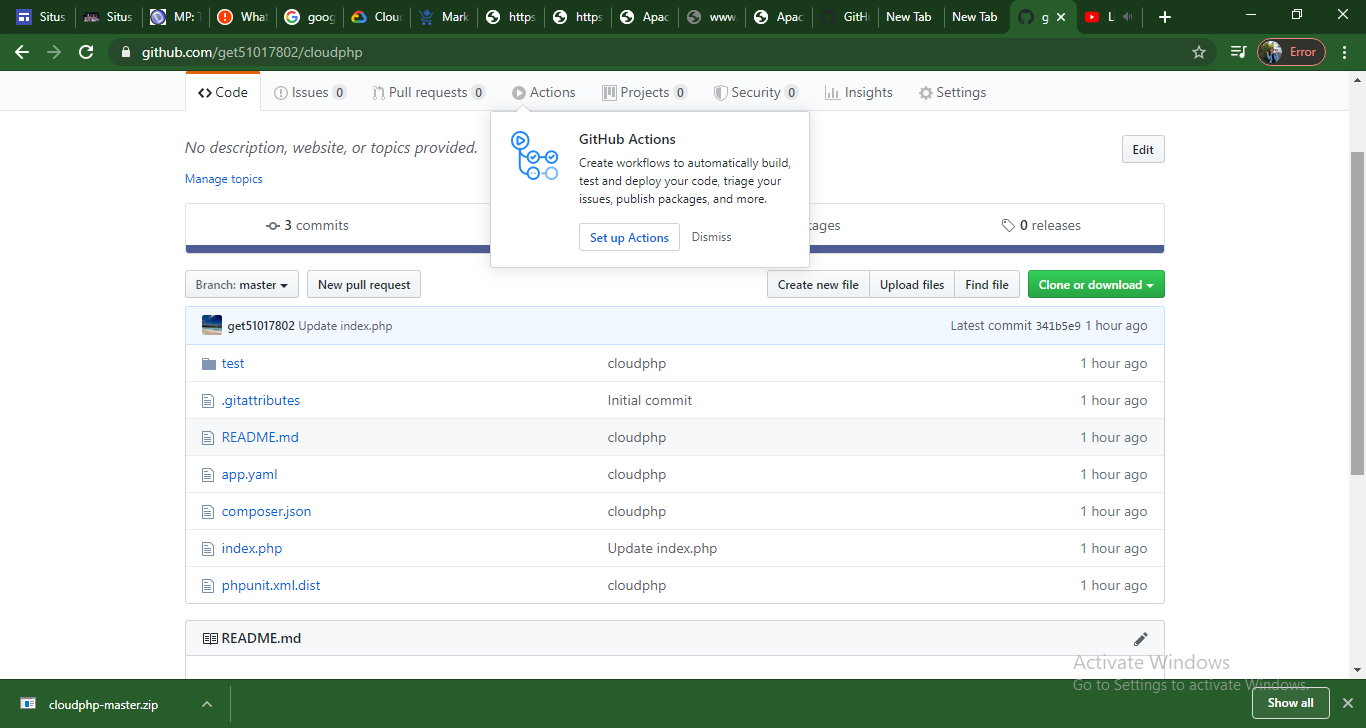 Situs
Situs
MP:
What
goog
Clou
Mark
https
https
Apac
www
Apac
GitH
New Tab
New Tab
g
Li
github.com/get51017802/cloudphp
Error
Code
Issues 0
Pull requests 0
Actions
Projects 0
Security 0
Insights
Settings
No description, website, or topics provided.
Edit
Manage topics
GitHub Actions
Create workflows to automatically build,
test and deploy your code, triage your
issues, publish packages, and more.
Set up Actions
Dismiss
3 commits
kages
0 releases
Branch: master
New pull request
Create new file
Upload files
Find file
Clone or download
get51017802 Update index.php
Latest commit 341b5e9 1 hour ago
test cloudphp 1 hour ago
.gitattributes Initial commit 1 hour ago
README.md cloudphp 1 hour ago
app.yaml cloudphp 1 hour ago
composer.json cloudphp 1 hour ago
index.php Update index.php 1 hour ago
phpunit.xml.dist cloudphp 1 hour ago
README.md
Activate Windows
Go to Settings to activate Windows.
cloudphp-master.zip
Show all